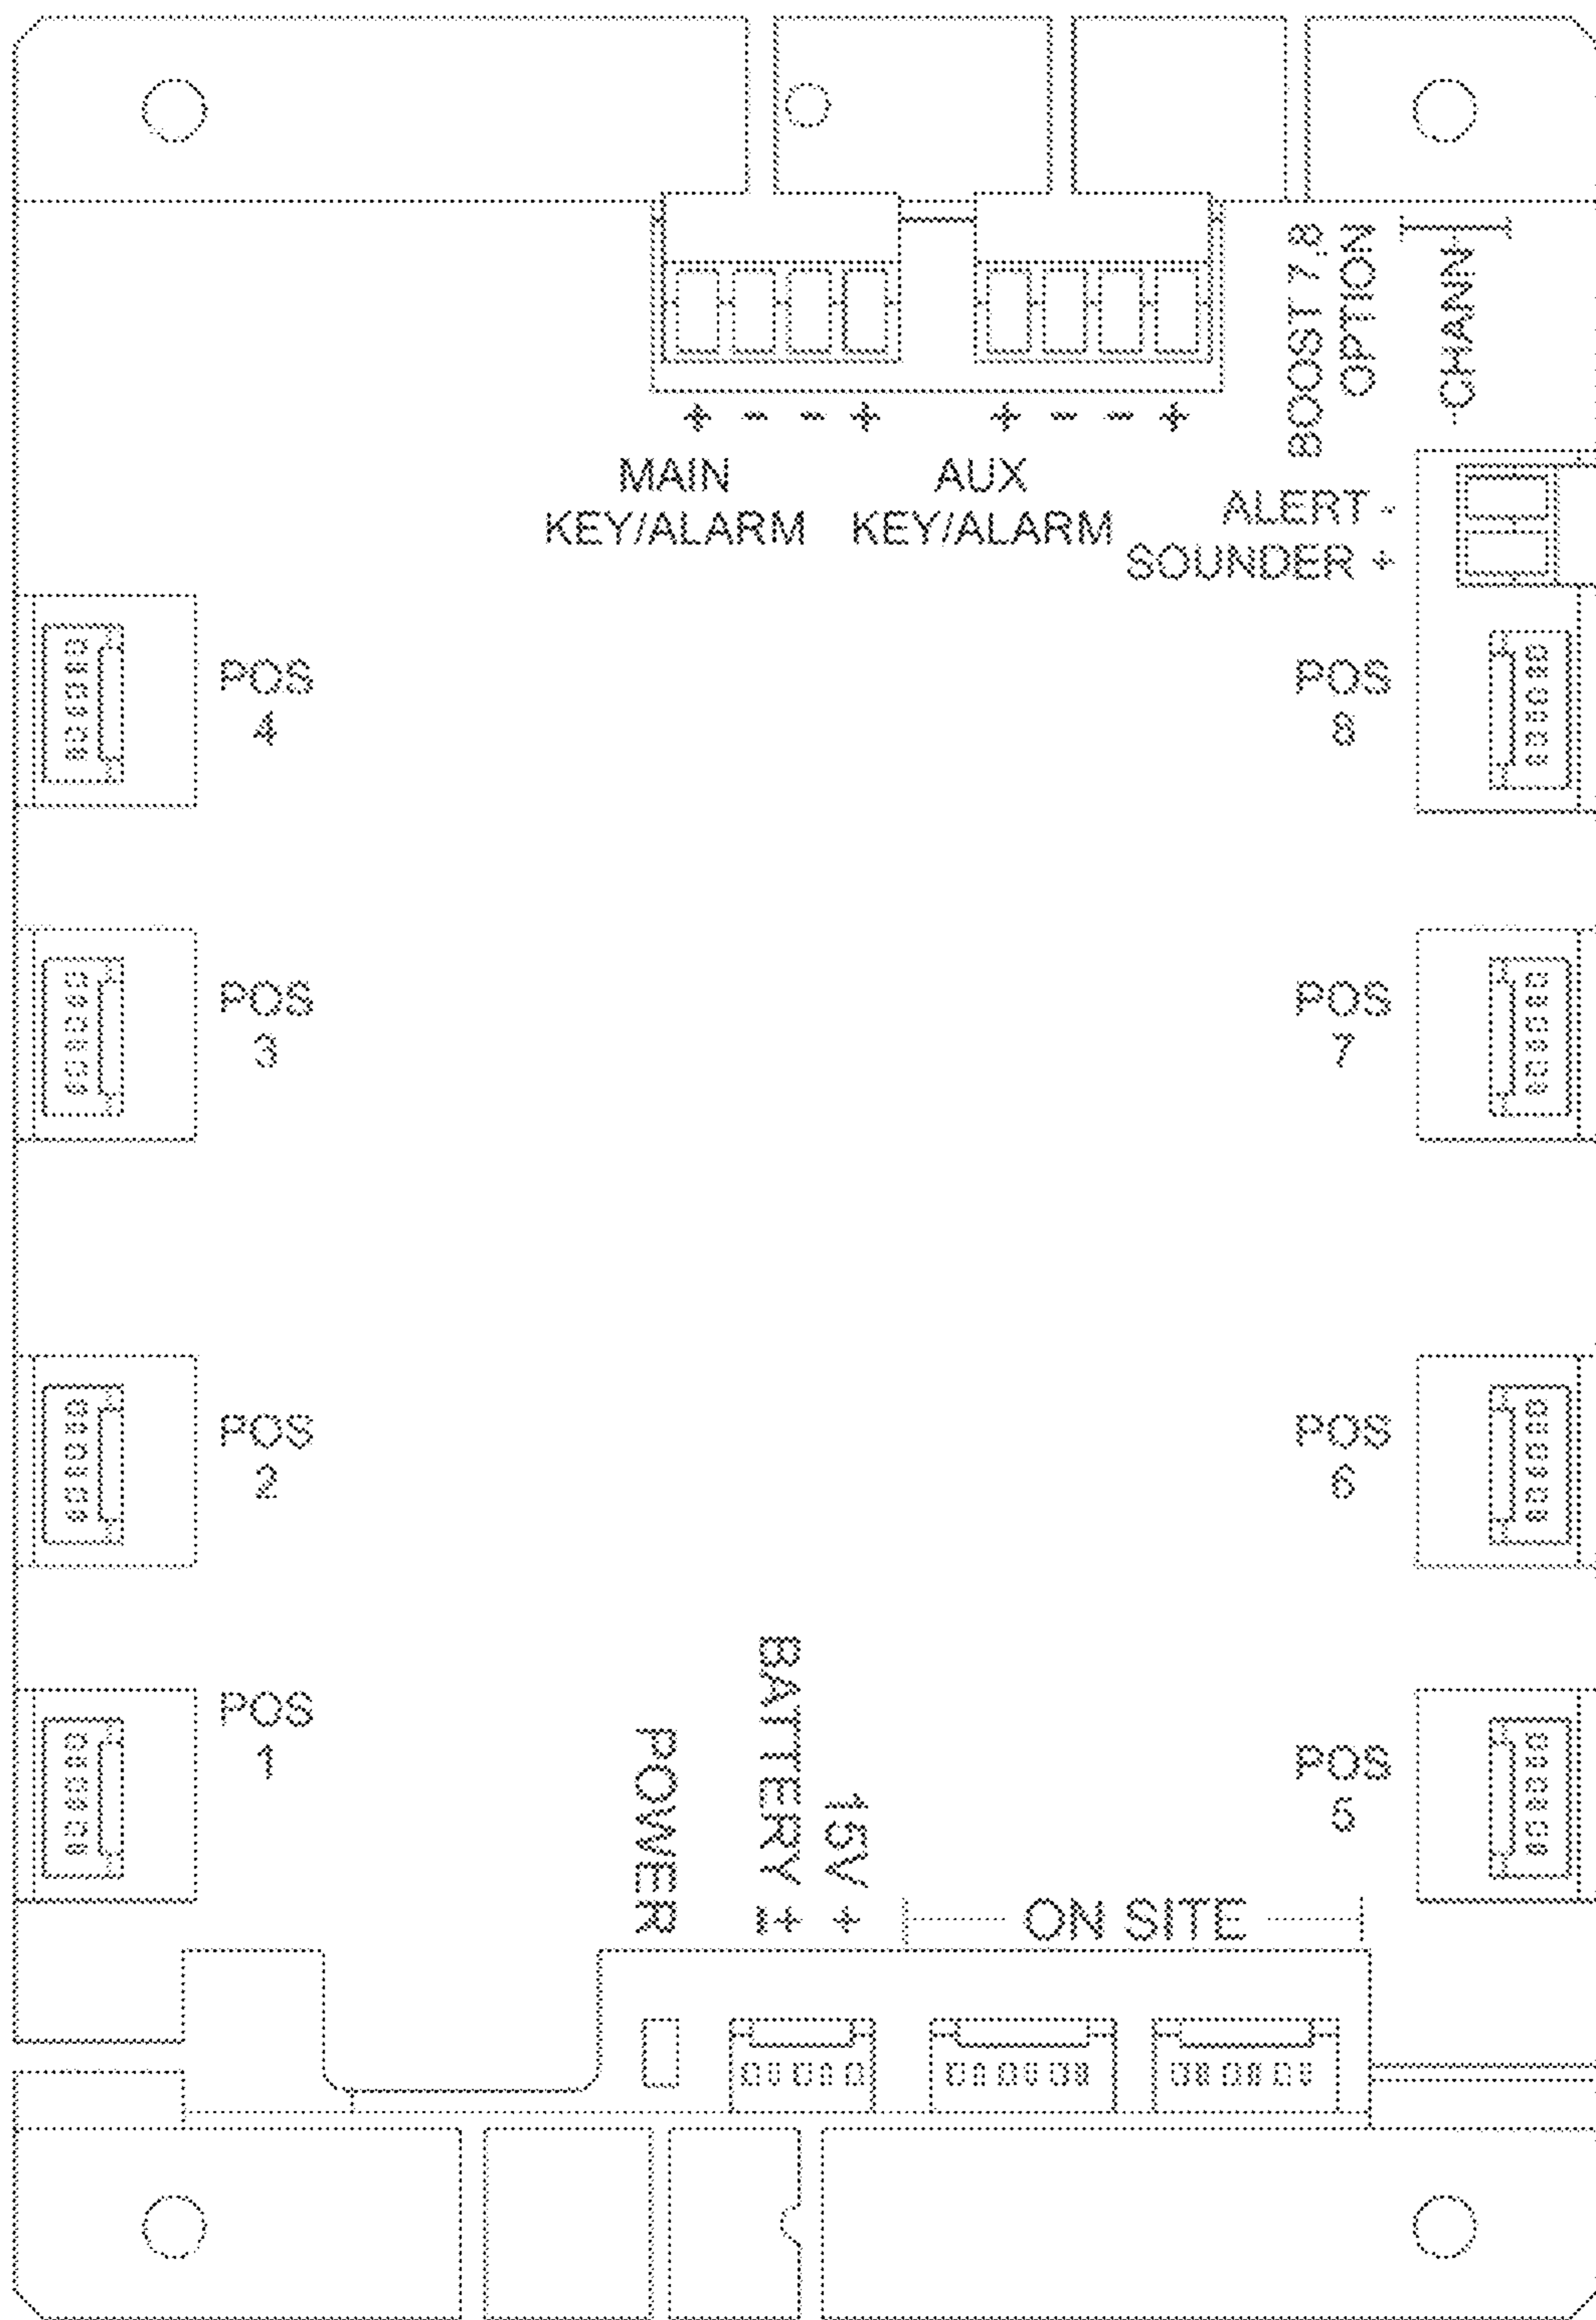 BOOST 7,8
OPTION
CHANN
+ - - +
+ - - +
MAIN
KEY/ALARM
AUX
KEY/ALARM
ALERT -
SOUNDER +
POS
4
POS
8
POS
3
POS
7
POS
2
POS
6
POS
1
POS
5
POWER
BATTERY ±
15V +
ON SITE